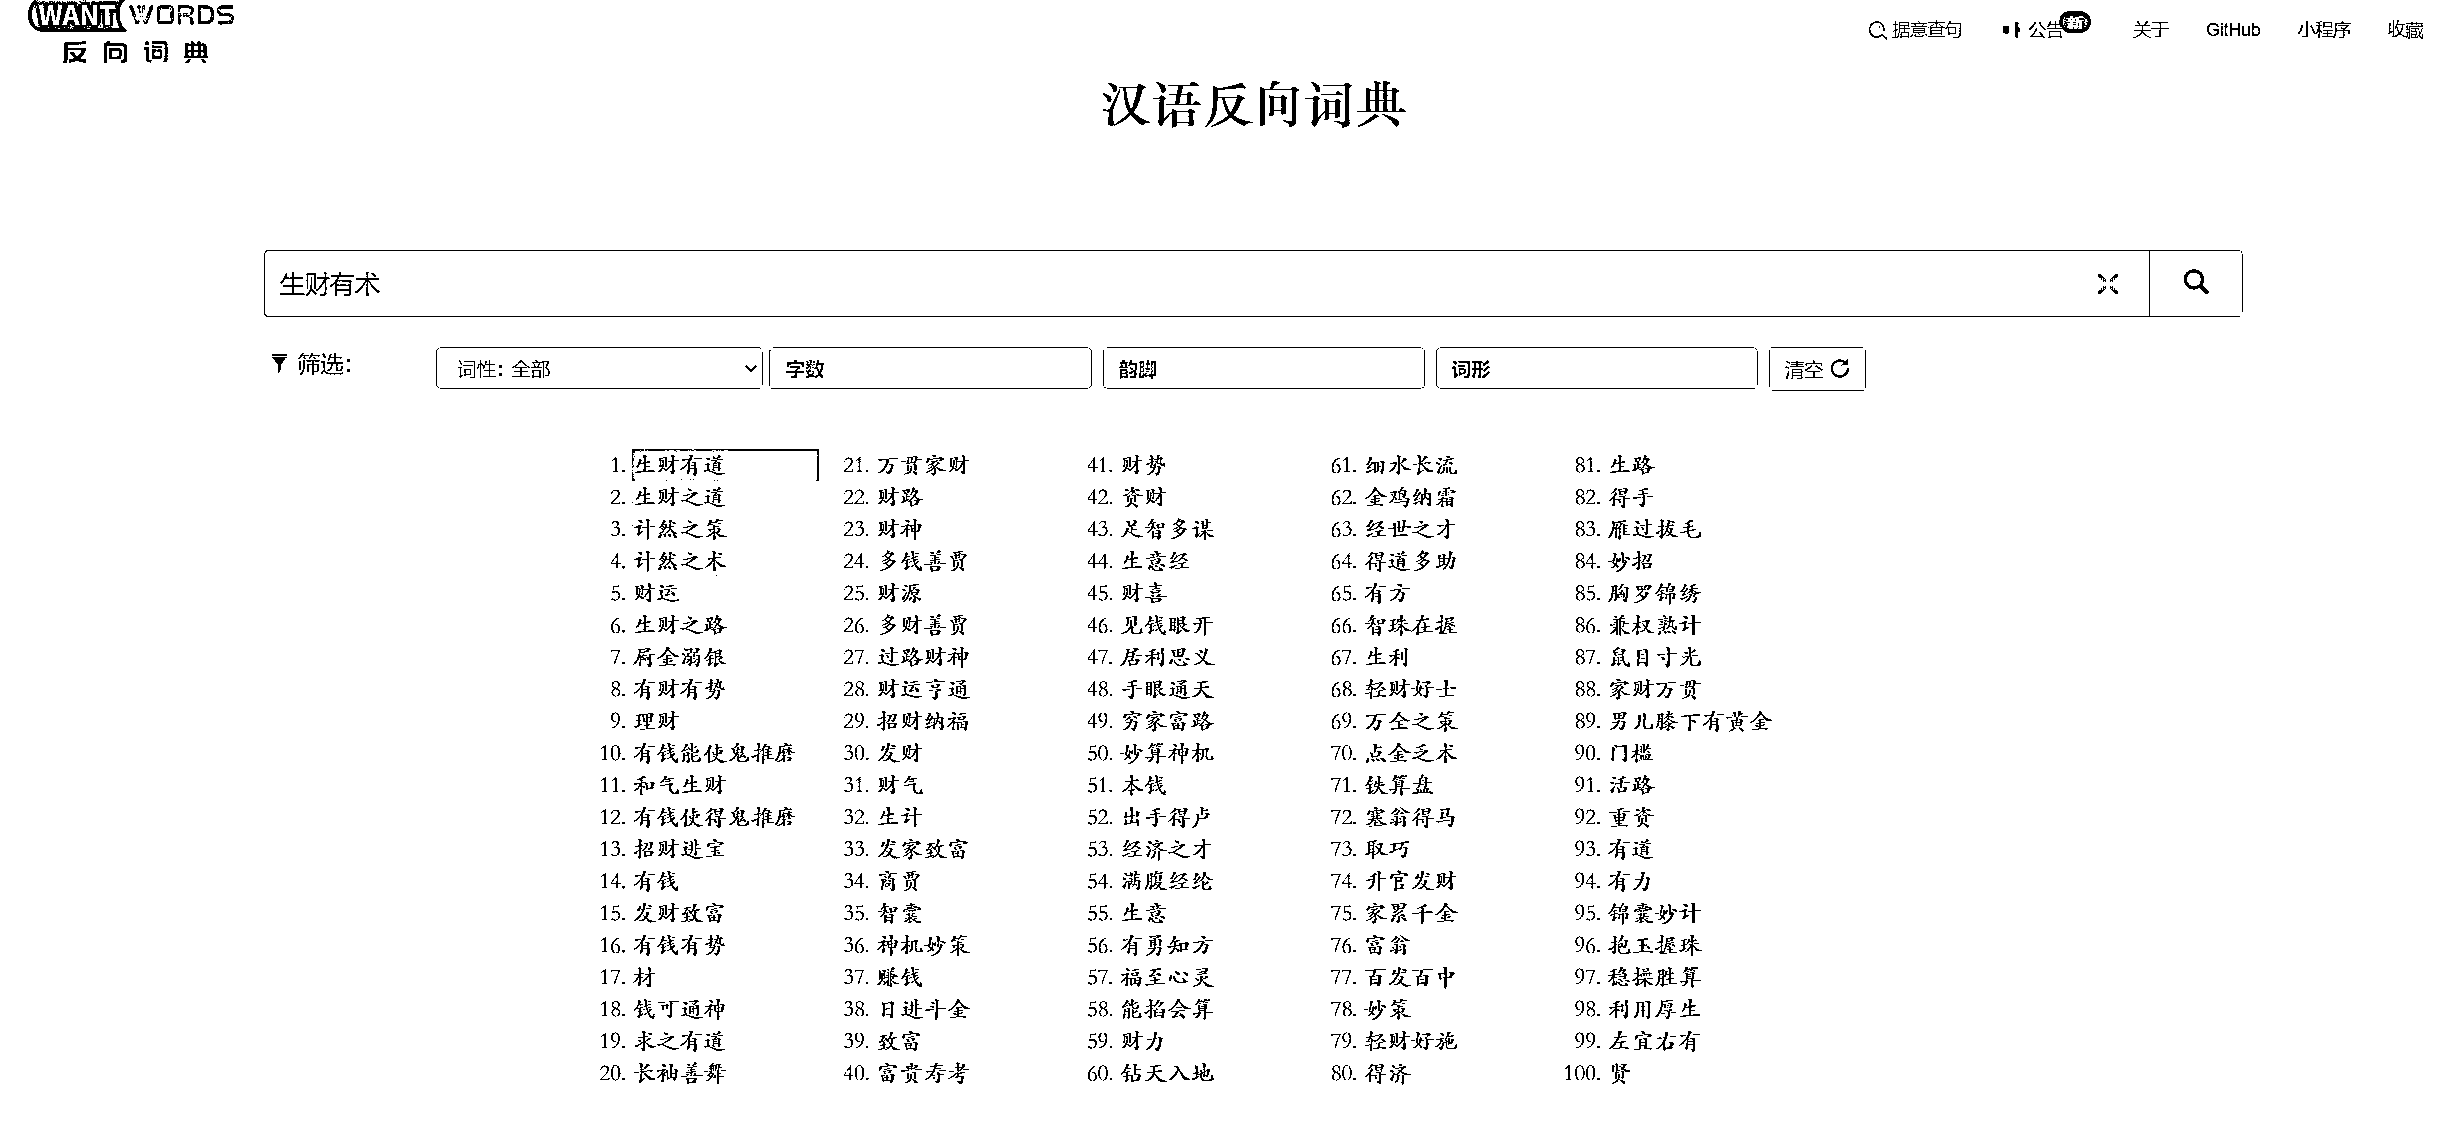 WANT WORDS
反向词典
据意查句 公告 新 关于 GitHub 小程序 收藏
汉语反向词典
生财有术
筛选: 词性: 全部 字数 韵脚 词形 清空
1. 生财有道 21. 万贯家财 41. 财势 61. 细水长流 81. 生路
2. 生财之道 22. 财路 42. 资财 62. 金鸡纳霜 82. 得手
3. 计然之策 23. 财神 43. 足智多谋 63. 经世之才 83. 雁过拔毛
4. 计然之术 24. 多钱善贾 44. 生意经 64. 得道多助 84. 妙招
5. 财运 25. 财源 45. 财喜 65. 有方 85. 胸罗锦绣
6. 生财之路 26. 多财善贾 46. 见钱眼开 66. 智珠在握 86. 兼权熟计
7. 屑金溺银 27. 过路财神 47. 居利思义 67. 生利 87. 鼠目寸光
8. 有财有势 28. 财运亨通 48. 手眼通天 68. 轻财好士 88. 家财万贯
9. 理财 29. 招财纳福 49. 穷家富路 69. 万全之策 89. 男儿膝下有黄金
10. 有钱能使鬼推磨 30. 发财 50. 妙算神机 70. 点金乏术 90. 门槛
11. 和气生财 31. 财气 51. 本钱 71. 铁算盘 91. 活路
12. 有钱使得鬼推磨 32. 生计 52. 出手得卢 72. 塞翁得马 92. 重资
13. 招财进宝 33. 发家致富 53. 经济之才 73. 取巧 93. 有道
14. 有钱 34. 商贾 54. 满腹经纶 74. 升官发财 94. 有力
15. 发财致富 35. 智囊 55. 生意 75. 家累千金 95. 锦囊妙计
16. 有钱有势 36. 神机妙策 56. 有勇知方 76. 富翁 96. 抱玉握珠
17. 材 37. 赚钱 57. 福至心灵 77. 百发百中 97. 稳操胜算
18. 钱可通神 38. 日进斗金 58. 能掐会算 78. 妙策 98. 利用厚生
19. 求之有道 39. 致富 59. 财力 79. 轻财好施 99. 左宜右有
20. 长袖善舞 40. 富贵寿考 60. 钻天入地 80. 得济 100. 贤